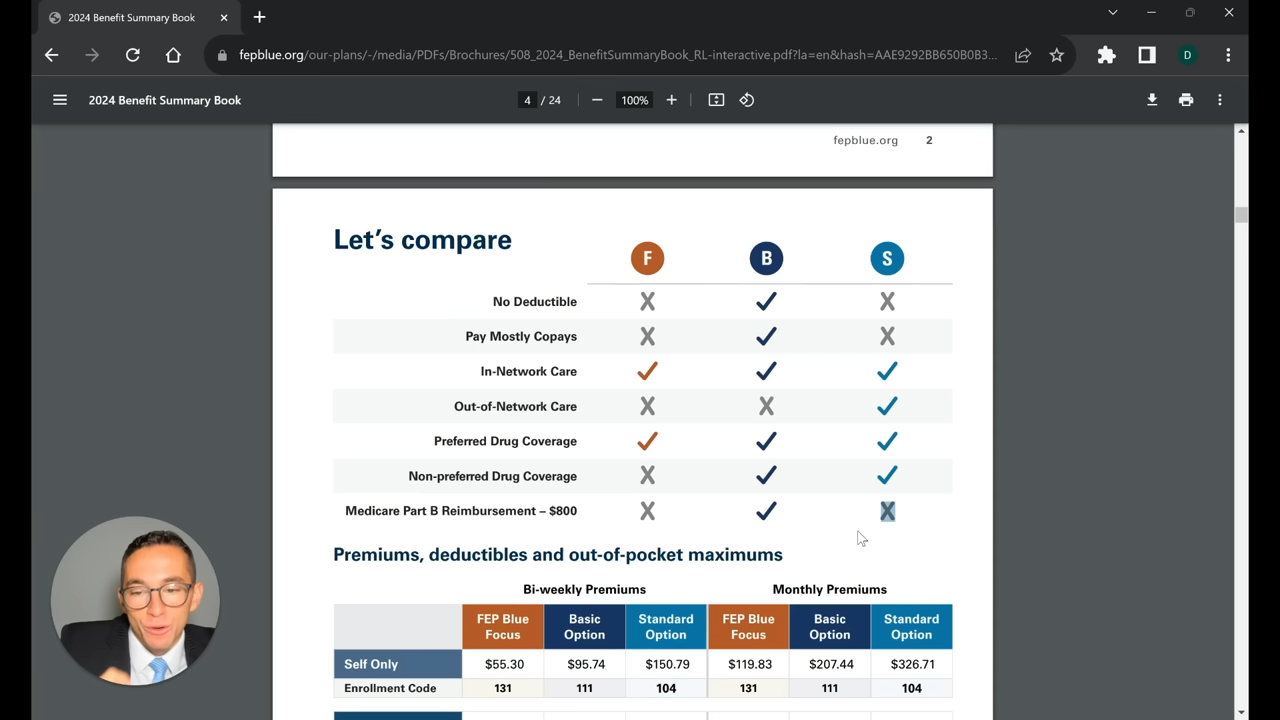 2024 Benefit Summary Book
fepblue.org/our-plans/-/media/PDFs/Brochures/508_2024_BenefitSummaryBook_RL-interactive.pdf?la=en&hash=AAE9292BB650B0B3...
D
2024 Benefit Summary Book
4 / 24
100%
fepblue.org 2
Let's compare
F B S
No Deductible X ✓ X
Pay Mostly Copays X ✓ X
In-Network Care ✓ ✓ ✓
Out-of-Network Care X X ✓
Preferred Drug Coverage ✓ ✓ ✓
Non-preferred Drug Coverage X ✓ ✓
Medicare Part B Reimbursement – $800 X ✓ X
Premiums, deductibles and out-of-pocket maximums
Bi-weekly Premiums Monthly Premiums
FEP Blue Focus Basic Option Standard Option FEP Blue Focus Basic Option Standard Option
Self Only $55.30 $95.74 $150.79 $119.83 $207.44 $326.71
Enrollment Code 131 111 104 131 111 104